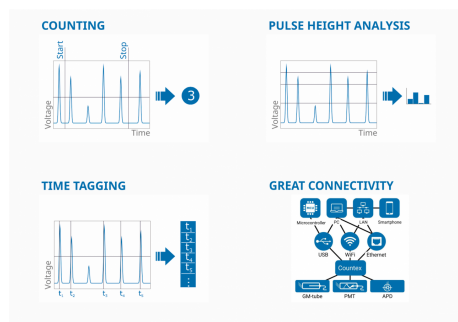 COUNTING
Start
Stop
Voltage
Time
3
PULSE HEIGHT ANALYSIS
Voltage
Time
TIME TAGGING
Voltage
t₁ t₂ t₃ t₄ t₅
t₁
t₂
t₃
t₄
t₅
...
GREAT CONNECTIVITY
Microcontroller
PC
LAN
Smartphone
USB
WiFi
Ethernet
Countex
GM-tube
PMT
APD